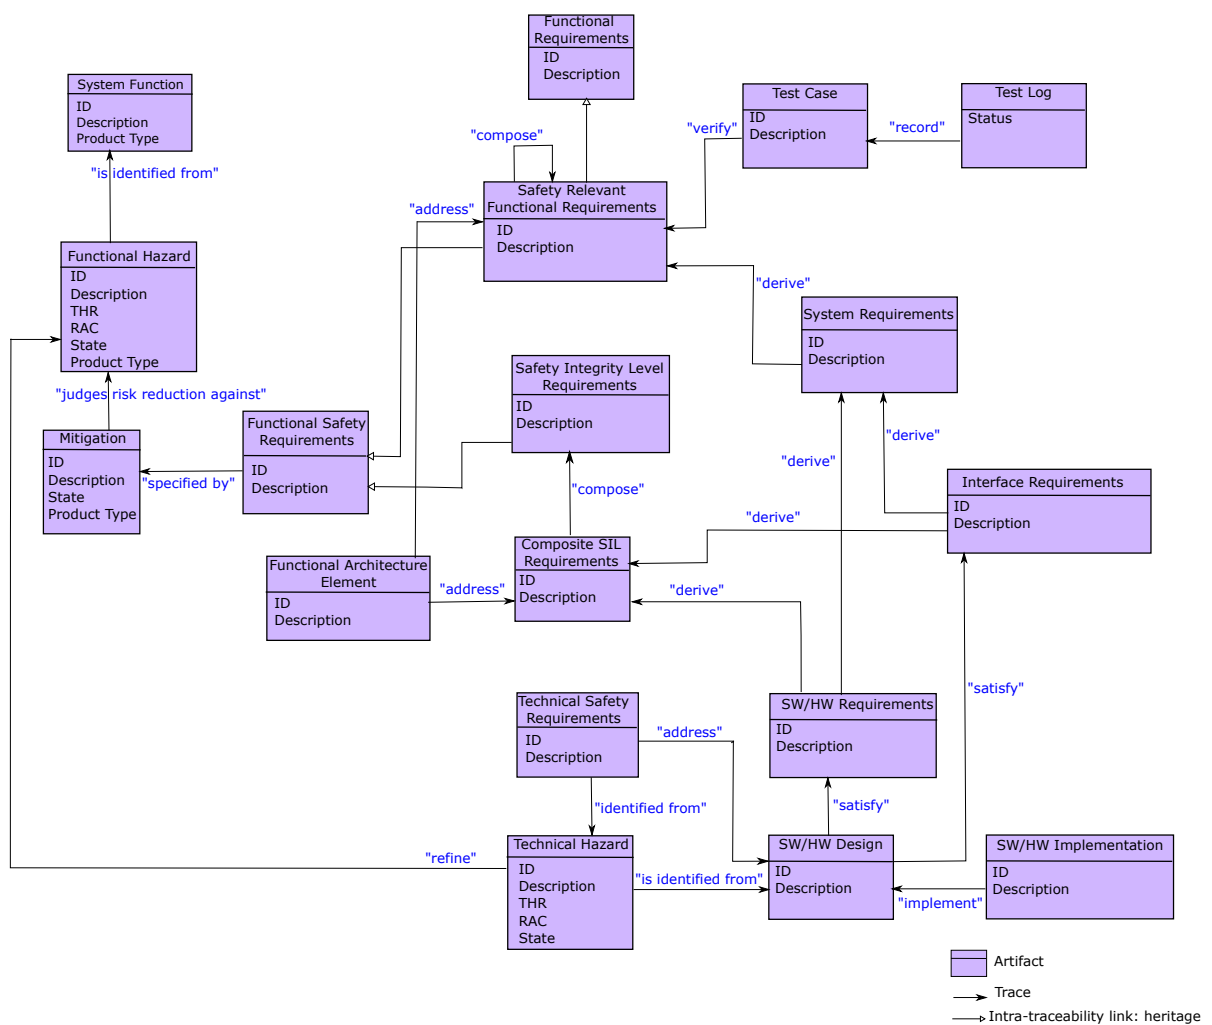 Functional
Requirements
ID
Description
System Function
ID
Description
Product Type
Test Case
ID
Description
Test Log
Status
"verify"
"record"
"compose"
"is identified from"
Safety Relevant
Functional Requirements
ID
Description
"address"
Functional Hazard
ID
Description
THR
RAC
State
Product Type
"derive"
System Requirements
ID
Description
Safety Integrity Level
Requirements
ID
Description
"judges risk reduction against"
Functional Safety
Requirements
ID
Description
Mitigation
ID
Description
State
Product Type
"specified by"
"derive"
"derive"
"compose"
Interface Requirements
ID
Description
"derive"
Composite SIL
Requirements
ID
Description
Functional Architecture
Element
ID
Description
"address"
"derive"
"satisfy"
Technical Safety
Requirements
ID
Description
"address"
SW/HW Requirements
ID
Description
"identified from"
"satisfy"
Technical Hazard
ID
Description
THR
RAC
State
"refine"
"is identified from"
SW/HW Design
ID
Description
"implement"
SW/HW Implementation
ID
Description
Artifact
Trace
Intra-traceability link: heritage